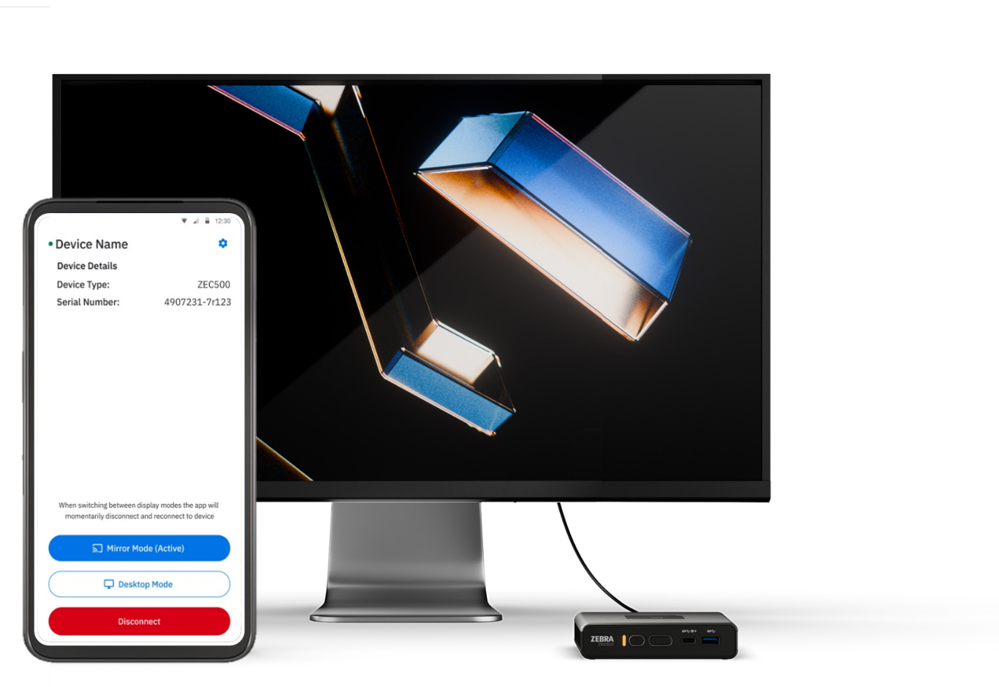 12:30
Device Name
Device Details
Device Type: ZEC500
Serial Number: 4907231-7r123
When switching between display modes the app will
momentarily disconnect and reconnect to device
Mirror Mode (Active)
Desktop Mode
Disconnect
ZEBRA
ZEC500